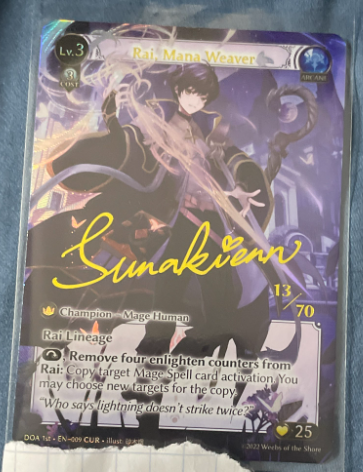 Lv.3
Rai, Mana Weaver
3
COST
ARCANE
Sunakienn
13
70
Champion – Mage Human
Rai Lineage
, Remove four enlighten counters from
Rai: Copy target Mage Spell card activation. You
may choose new targets for the copy.
"Who says lightning doesn't strike twice?"
25
DOA 1st • EN-009 CUR • illust.
©2022 Weebs of the Shore